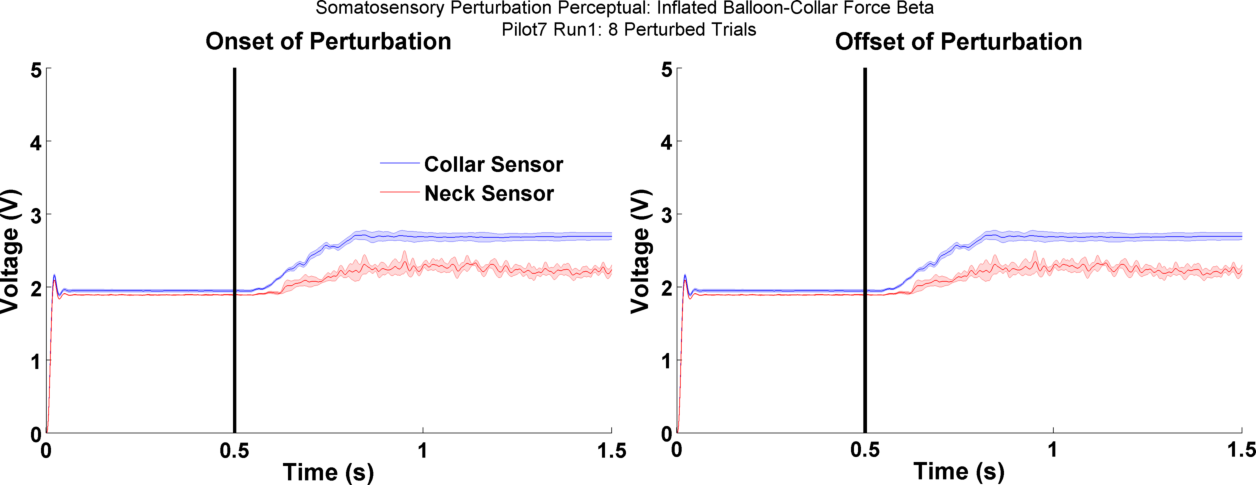 Somatosensory Perturbation Perceptual: Inflated Balloon-Collar Force Beta
Pilot7 Run1: 8 Perturbed Trials
Onset of Perturbation
5
4
3
2
1
0
Voltage (V)
Collar Sensor
Neck Sensor
0
0.5
1
1.5
Time (s)
Offset of Perturbation
5
4
3
2
1
0
Voltage (V)
0
0.5
1
1.5
Time (s)